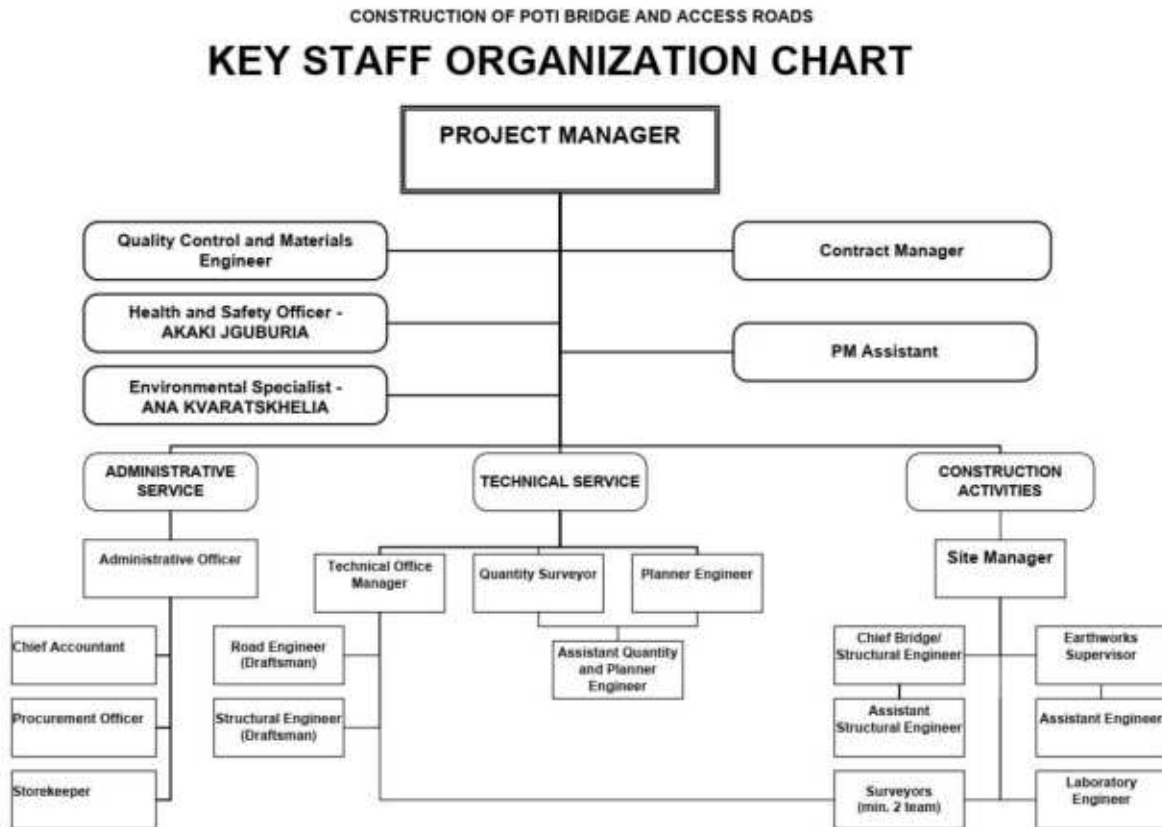 CONSTRUCTION OF POTI BRIDGE AND ACCESS ROADS
KEY STAFF ORGANIZATION CHART
PROJECT MANAGER
Quality Control and Materials
Engineer
Contract Manager
Health and Safety Officer -
AKAKI JGUBURIA
PM Assistant
Environmental Specialist -
ANA KVARATSKHELIA
ADMINISTRATIVE
SERVICE
TECHNICAL SERVICE
CONSTRUCTION
ACTIVITIES
Administrative Officer
Technical Office
Manager
Quantity Surveyor
Planner Engineer
Site Manager
Chief Accountant
Road Engineer
(Draftsman)
Assistant Quantity
and Planner
Engineer
Chief Bridge/
Structural Engineer
Earthworks
Supervisor
Procurement Officer
Structural Engineer
(Draftsman)
Assistant
Structural Engineer
Assistant Engineer
Storekeeper
Surveyors
(min. 2 team)
Laboratory
Engineer